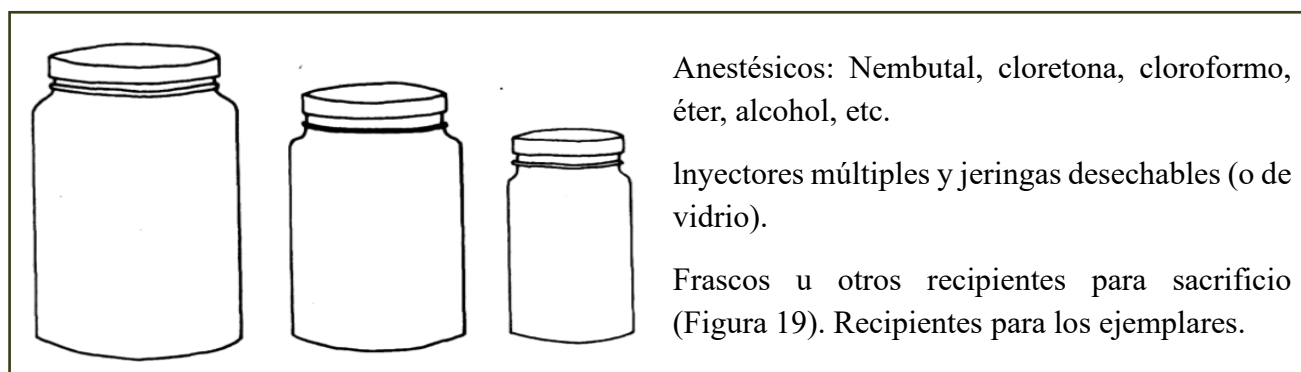 Anestésicos: Nembutal, cloretona, cloroformo,
éter, alcohol, etc.
lnyectores múltiples y jeringas desechables (o de
vidrio).
Frascos u otros recipientes para sacrificio
(Figura 19). Recipientes para los ejemplares.